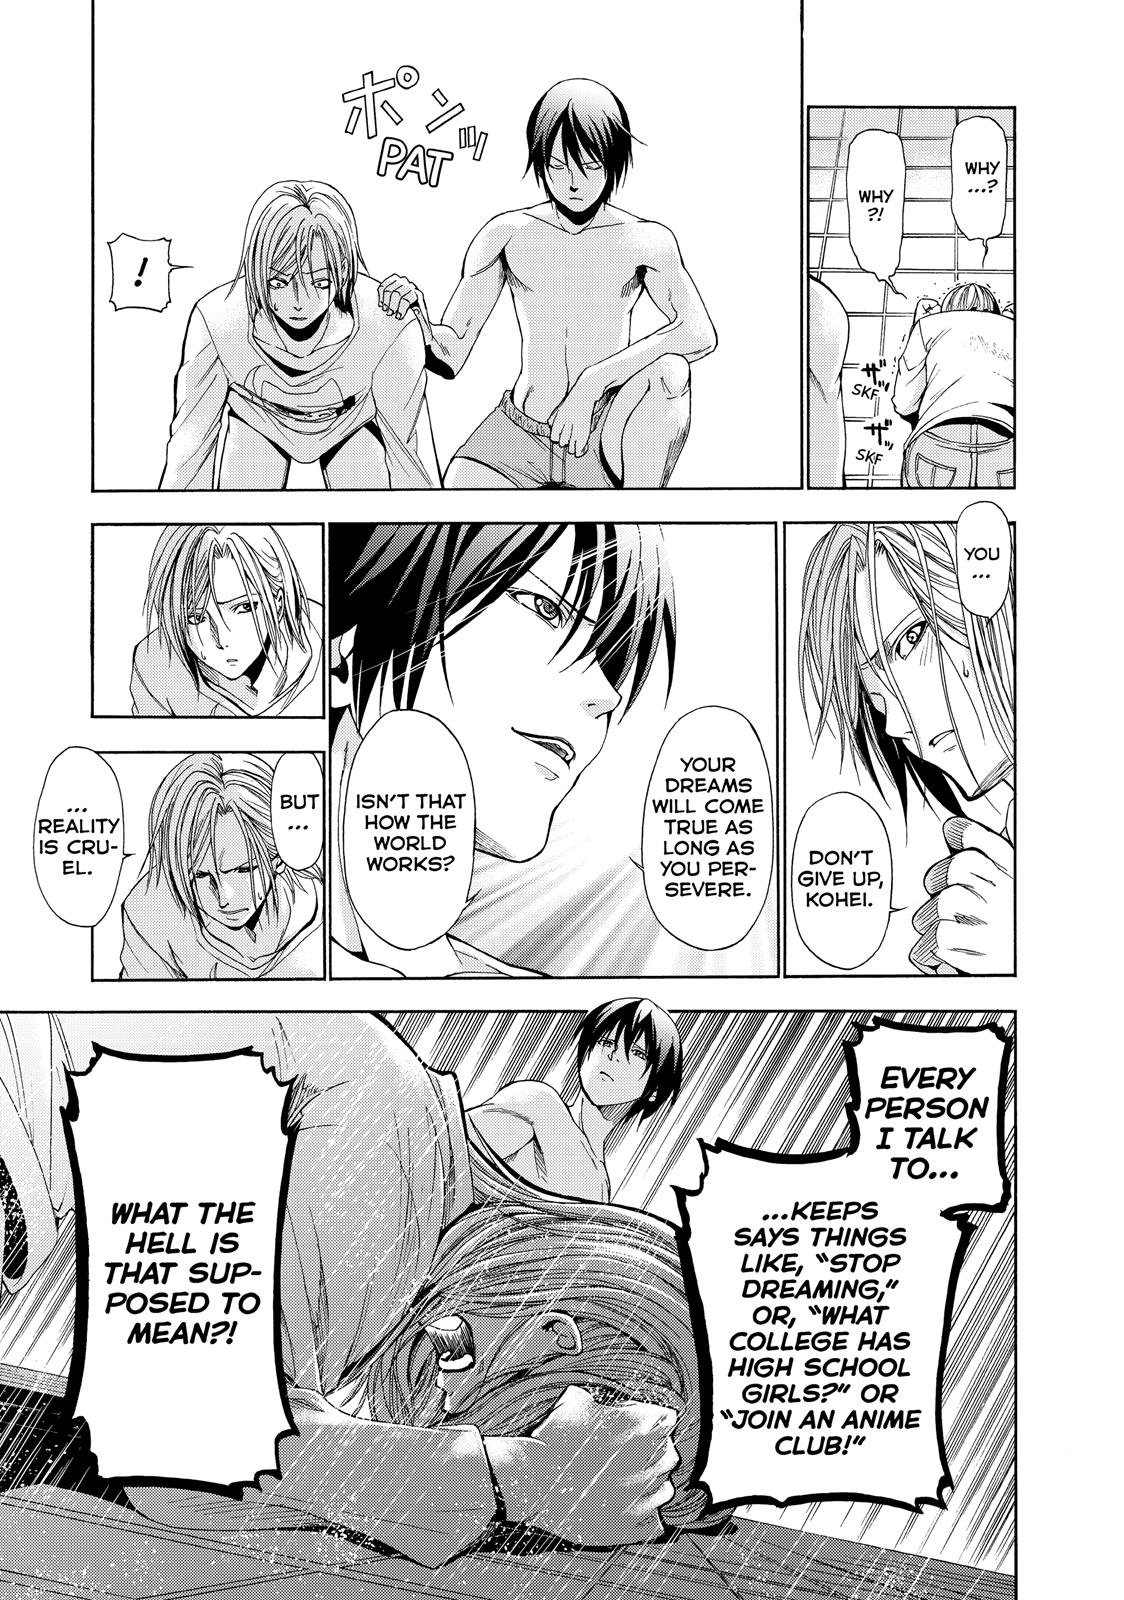 WHY
...?
WHY
?!
ザッ
SKF
ザッ
SKF
ポンッ
PAT
!
YOU
...
DON'T
GIVE UP,
KOHEI.
YOUR
DREAMS
WILL COME
TRUE AS
LONG AS
YOU PER-
SEVERE.
ISN'T THAT
HOW THE
WORLD
WORKS?
BUT
...
...
REALITY
IS CRU-
EL.
EVERY
PERSON
I TALK
TO...
...KEEPS
SAYS THINGS
LIKE, "STOP
DREAMING,"
OR, "WHAT
COLLEGE HAS
HIGH SCHOOL
GIRLS?" OR
"JOIN AN ANIME
CLUB!"
WHAT THE
HELL IS
THAT SUP-
POSED TO
MEAN?!